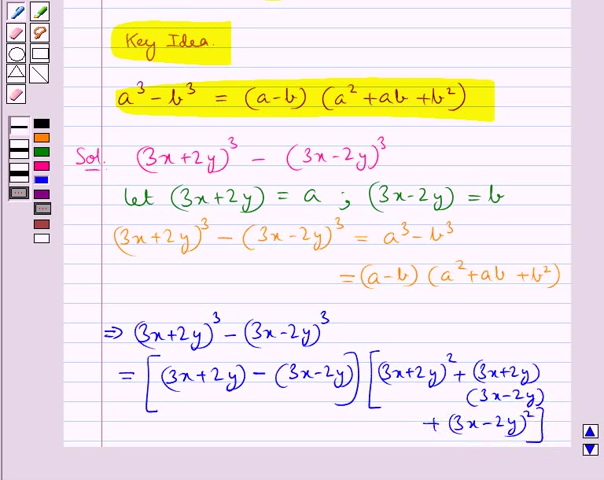 Key Idea.
a³ - b³ = (a-b) (a² + ab + b²)
Sol. (3x+2y)³ - (3x-2y)³
let (3x+2y) = a ; (3x-2y) = b
(3x+2y)³ - (3x-2y)³ = a³ - b³
= (a-b) (a² + ab + b²)
⇒ (3x+2y)³ - (3x-2y)³
= [(3x+2y) - (3x-2y)] [(3x+2y)² + (3x+2y)
(3x-2y)
+ (3x-2y)²]